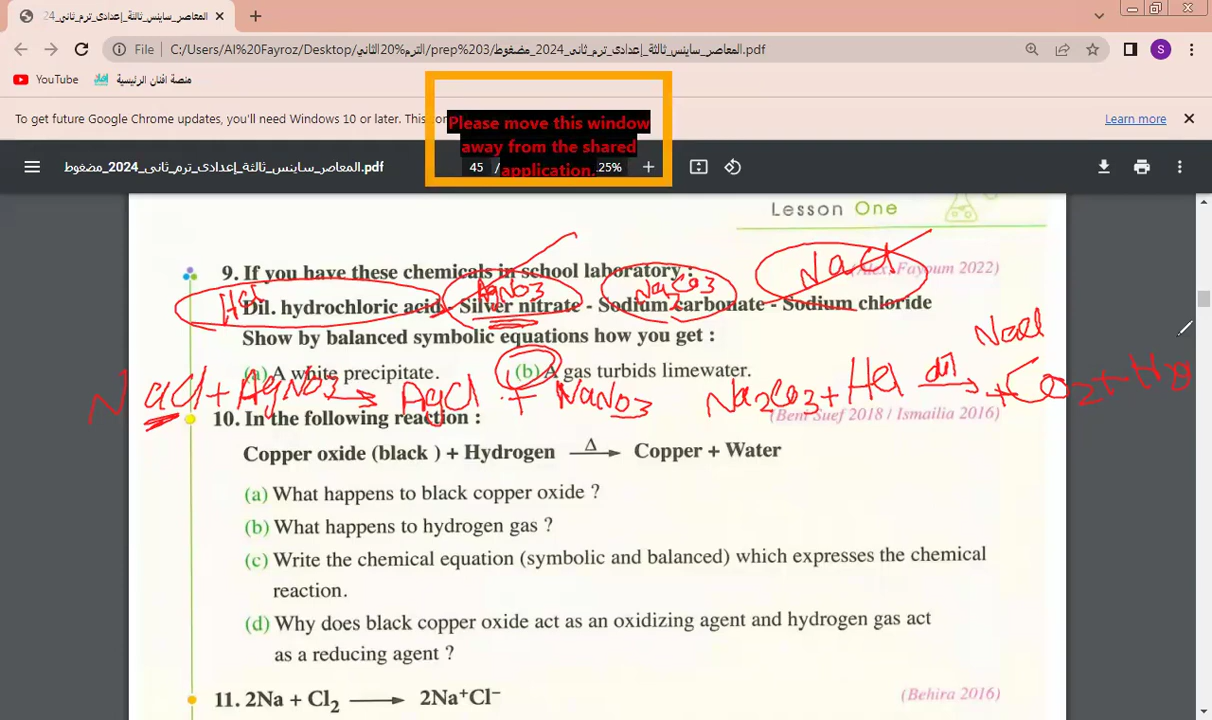 المعاصر_ساينس_ثالثة_إعدادى_ترم_ثانى_24
File C:/Users/Al%20Fayroz/Desktop/الترم%20الثاني/prep%203/المعاصر_ساينس_ثالثة_إعدادى_ترم_ثانى_2024_مضغوط.pdf S
YouTube منصة افنان الرئيسية
To get future Google Chrome updates, you'll need Windows 10 or later. This con Learn more
Please move this window
away from the shared
application.
المعاصر_ساينس_ثالثة_إعدادى_ترم_ثانى_2024_مضغوط.pdf 45 / 25%
Lesson One
9. If you have these chemicals in school laboratory : Fayoum 2022)
HCl AgNO3 Na2CO3 NaCl
Dil. hydrochloric acid - Silver nitrate - Sodium carbonate - Sodium chloride
Show by balanced symbolic equations how you get :
(a) A white precipitate. (b) A gas turbids limewater.
NaCl + AgNO3 → AgCl + NaNO3 Na2CO3 + HCl dil → NaCl + CO2 + H2O
10. In the following reaction : (Beni Suef 2018 / Ismailia 2016)
Copper oxide (black ) + Hydrogen Δ→ Copper + Water
(a) What happens to black copper oxide ?
(b) What happens to hydrogen gas ?
(c) Write the chemical equation (symbolic and balanced) which expresses the chemical
reaction.
(d) Why does black copper oxide act as an oxidizing agent and hydrogen gas act
as a reducing agent ?
11. 2Na + Cl₂ → 2Na⁺Cl⁻ (Behira 2016)